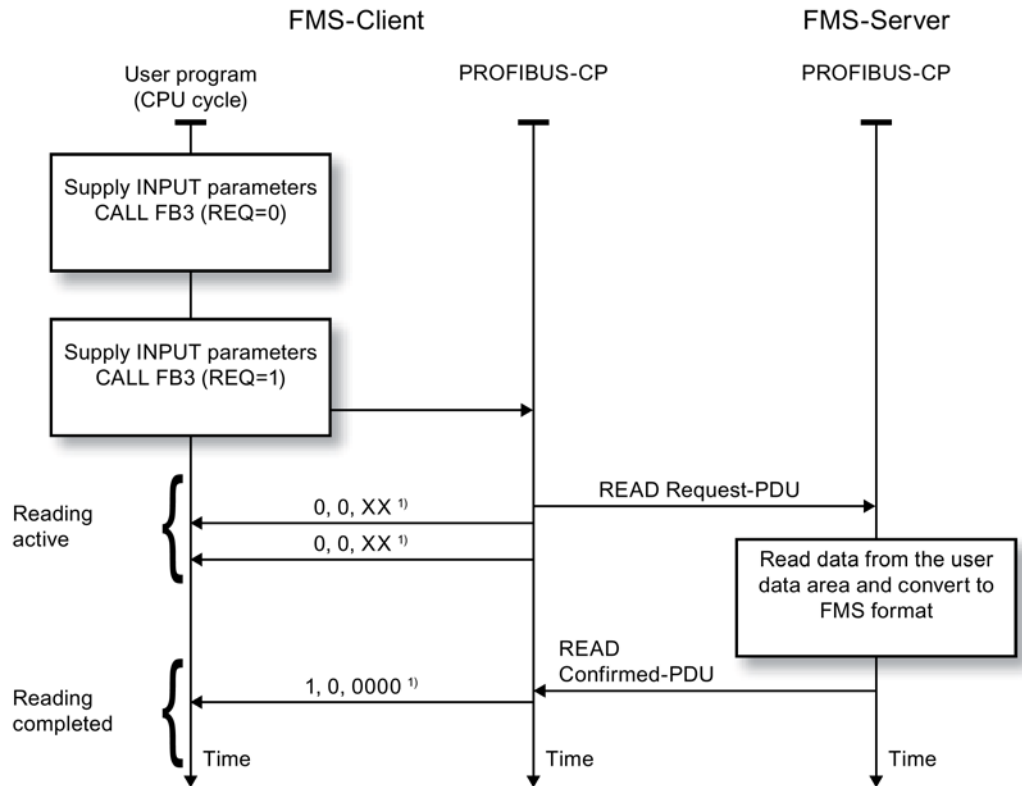 FMS-Client
FMS-Server
User program
(CPU cycle)
PROFIBUS-CP
PROFIBUS-CP
Supply INPUT parameters
CALL FB3 (REQ=0)
Supply INPUT parameters
CALL FB3 (REQ=1)
READ Request-PDU
Reading
active
0, 0, XX ¹⁾
0, 0, XX ¹⁾
Read data from the user
data area and convert to
FMS format
READ
Confirmed-PDU
Reading
completed
1, 0, 0000 ¹⁾
Time
Time
Time